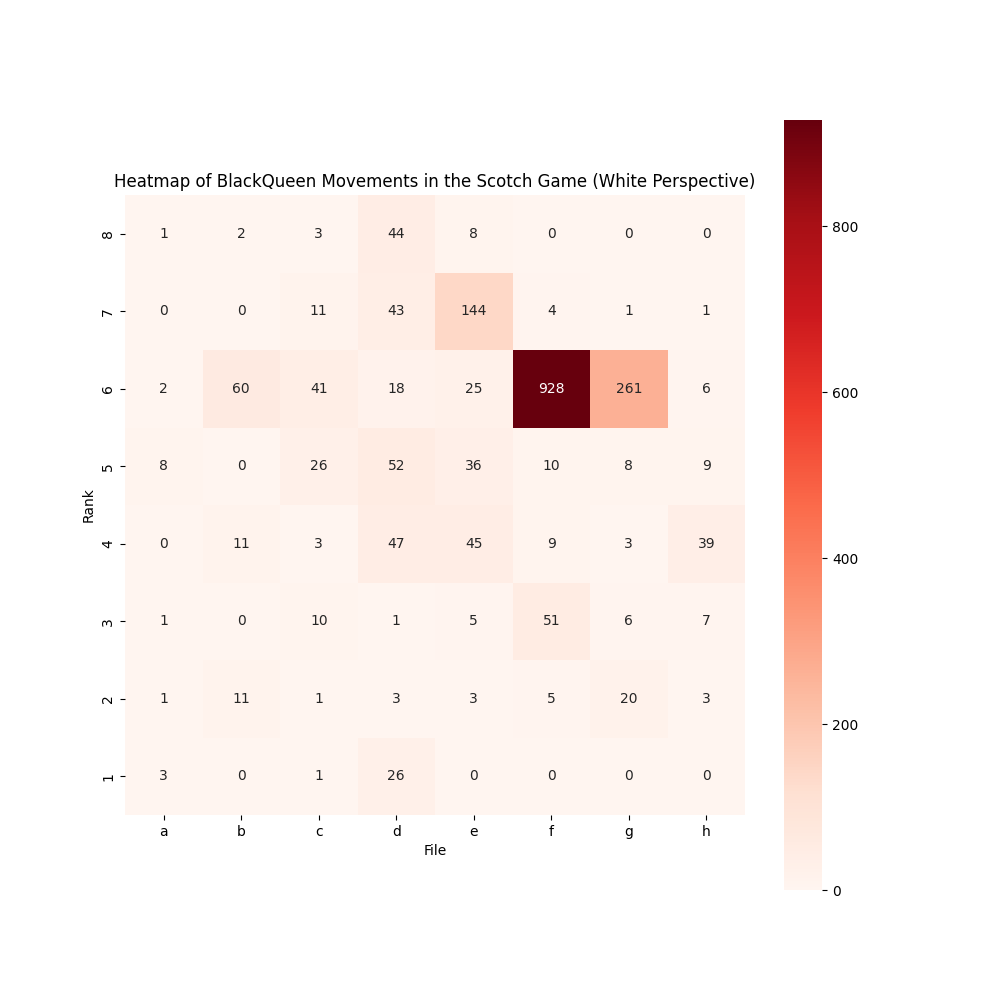 Heatmap of BlackQueen Movements in the Scotch Game (White Perspective)
8 1 2 3 44 8 0 0 0
7 0 0 11 43 144 4 1 1
6 2 60 41 18 25 928 261 6
5 8 0 26 52 36 10 8 9
4 0 11 3 47 45 9 3 39
3 1 0 10 1 5 51 6 7
2 1 11 1 3 3 5 20 3
1 3 0 1 26 0 0 0 0
a b c d e f g h
File
Rank
800
600
400
200
0